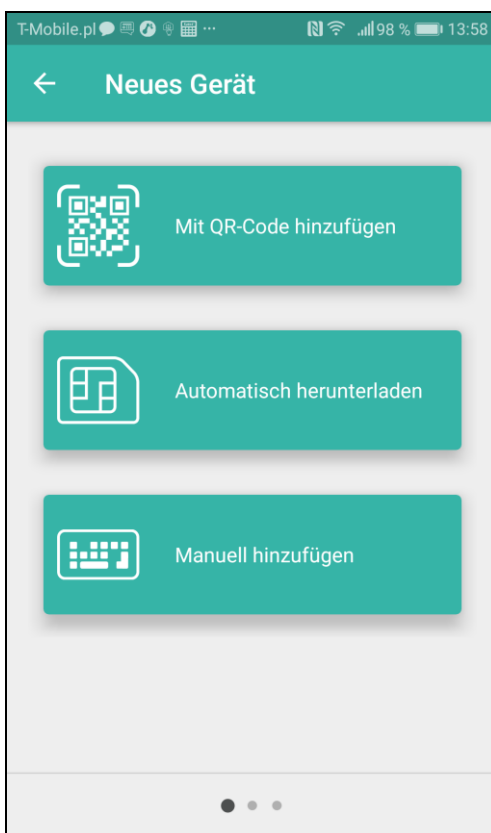 T-Mobile.pl ... 98 % 13:58
Neues Gerät
Mit QR-Code hinzufügen
Automatisch herunterladen
Manuell hinzufügen